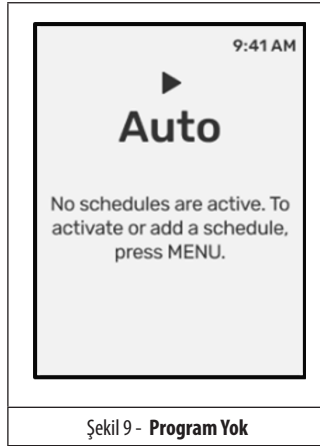 9:41 AM
Auto
No schedules are active. To
activate or add a schedule,
press MENU.
Şekil 9 - Program Yok